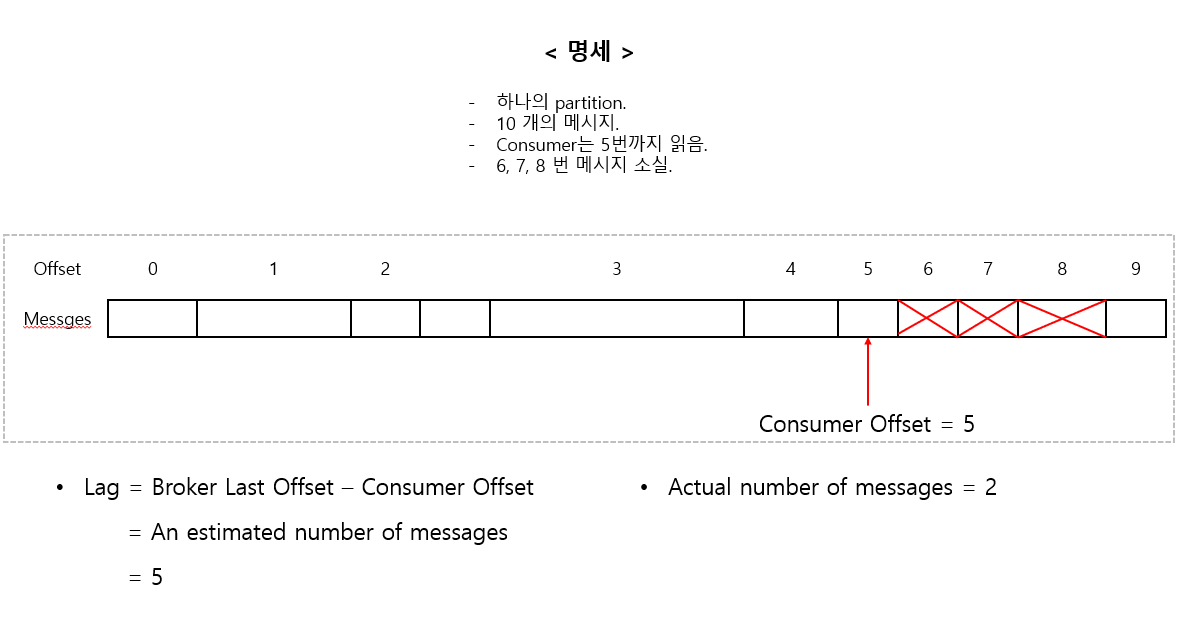 < 명세 >
- 하나의 partition.
- 10 개의 메시지.
- Consumer는 5번까지 읽음.
- 6, 7, 8 번 메시지 소실.
Offset 0 1 2 3 4 5 6 7 8 9
Messges
Consumer Offset = 5
• Lag = Broker Last Offset – Consumer Offset
= An estimated number of messages
= 5
• Actual number of messages = 2